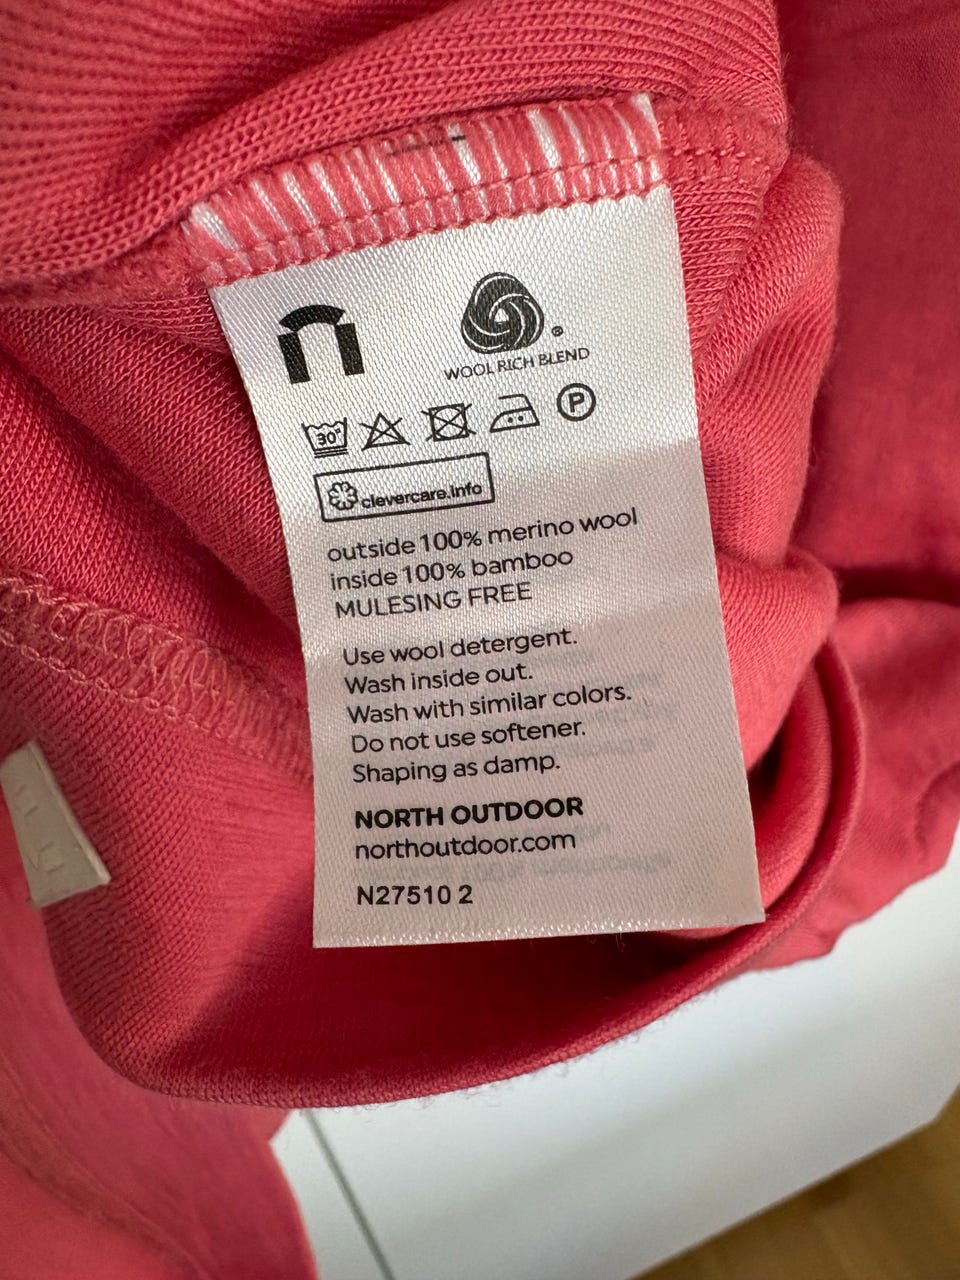 WOOL RICH BLEND
30°
P
clevercare.info
outside 100% merino wool
inside 100% bamboo
MULESING FREE
Use wool detergent.
Wash inside out.
Wash with similar colors.
Do not use softener.
Shaping as damp.
NORTH OUTDOOR
northoutdoor.com
N27510 2